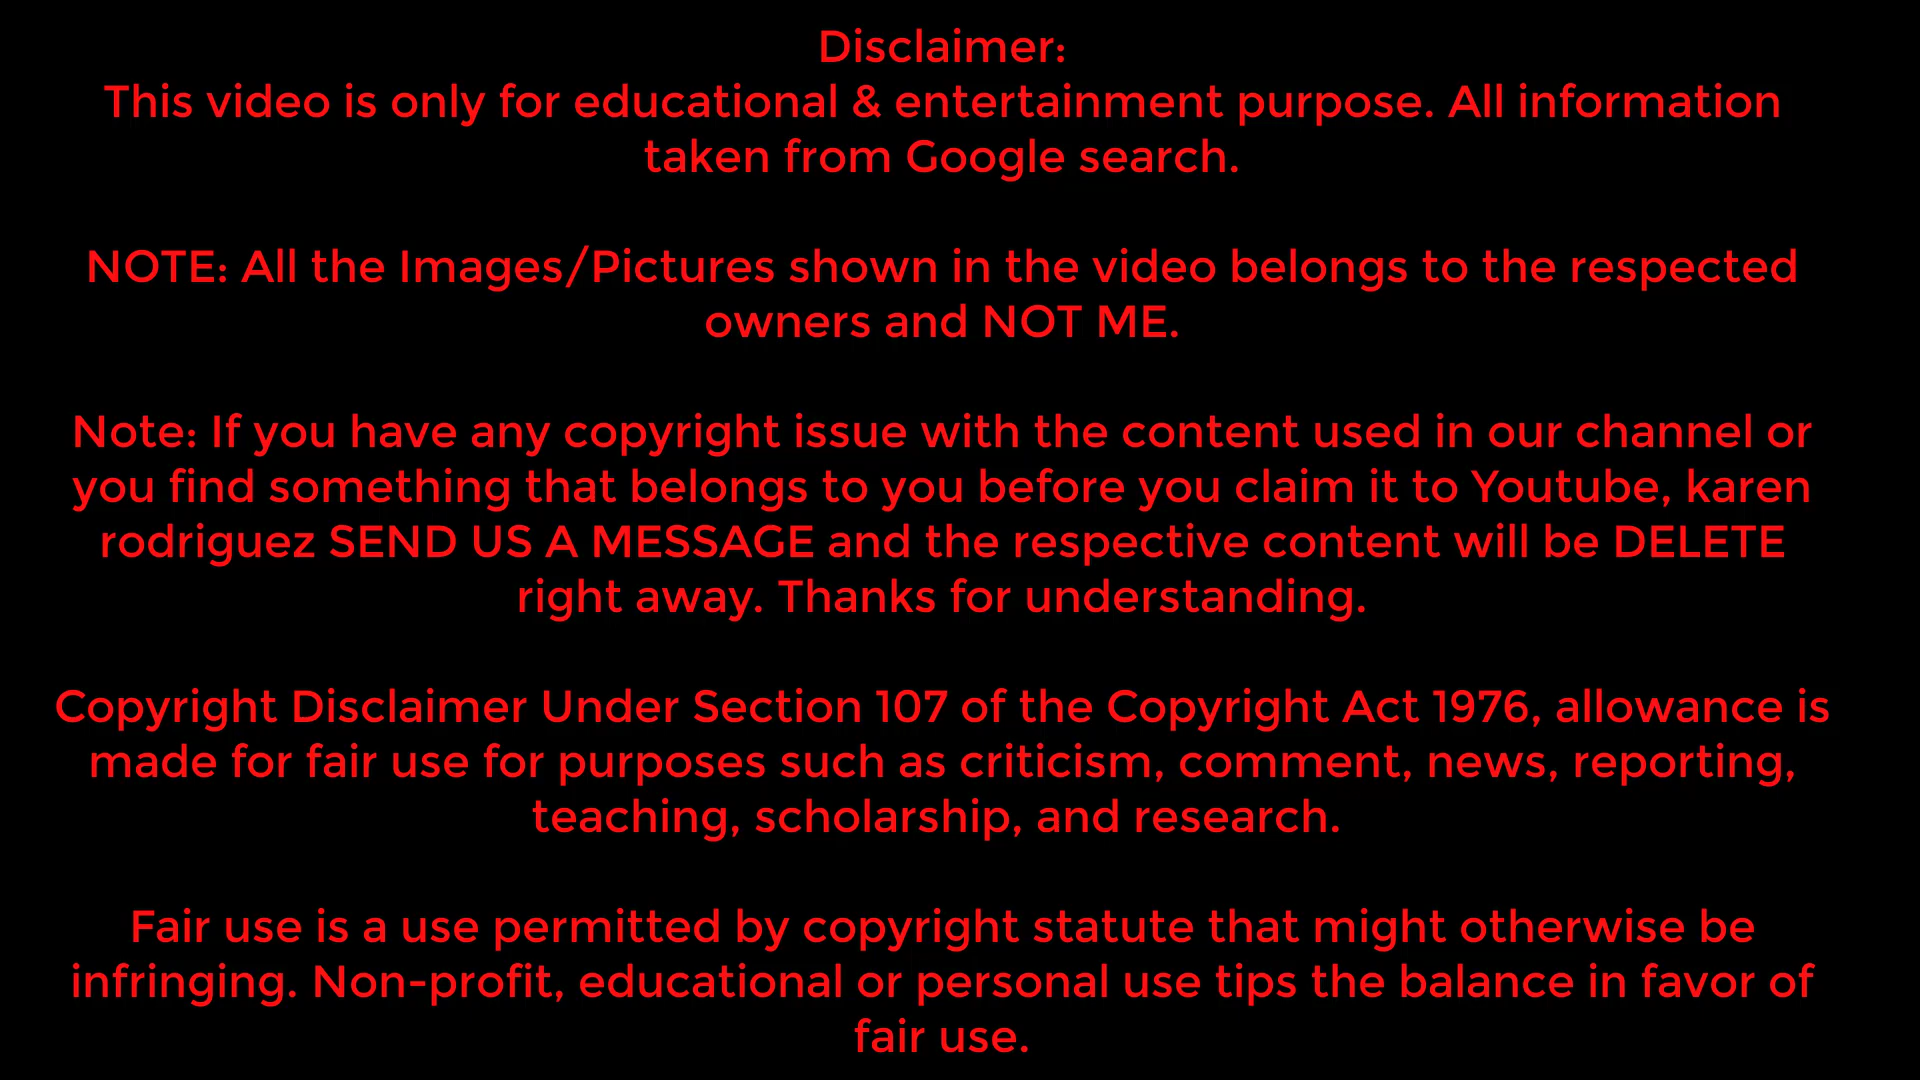 Disclaimer:
This video is only for educational & entertainment purpose. All information
taken from Google search.
NOTE: All the Images/Pictures shown in the video belongs to the respected
owners and NOT ME.
Note: If you have any copyright issue with the content used in our channel or
you find something that belongs to you before you claim it to Youtube, karen
rodriguez SEND US A MESSAGE and the respective content will be DELETE
right away. Thanks for understanding.
Copyright Disclaimer Under Section 107 of the Copyright Act 1976, allowance is
made for fair use for purposes such as criticism, comment, news, reporting,
teaching, scholarship, and research.
Fair use is a use permitted by copyright statute that might otherwise be
infringing. Non-profit, educational or personal use tips the balance in favor of
fair use.